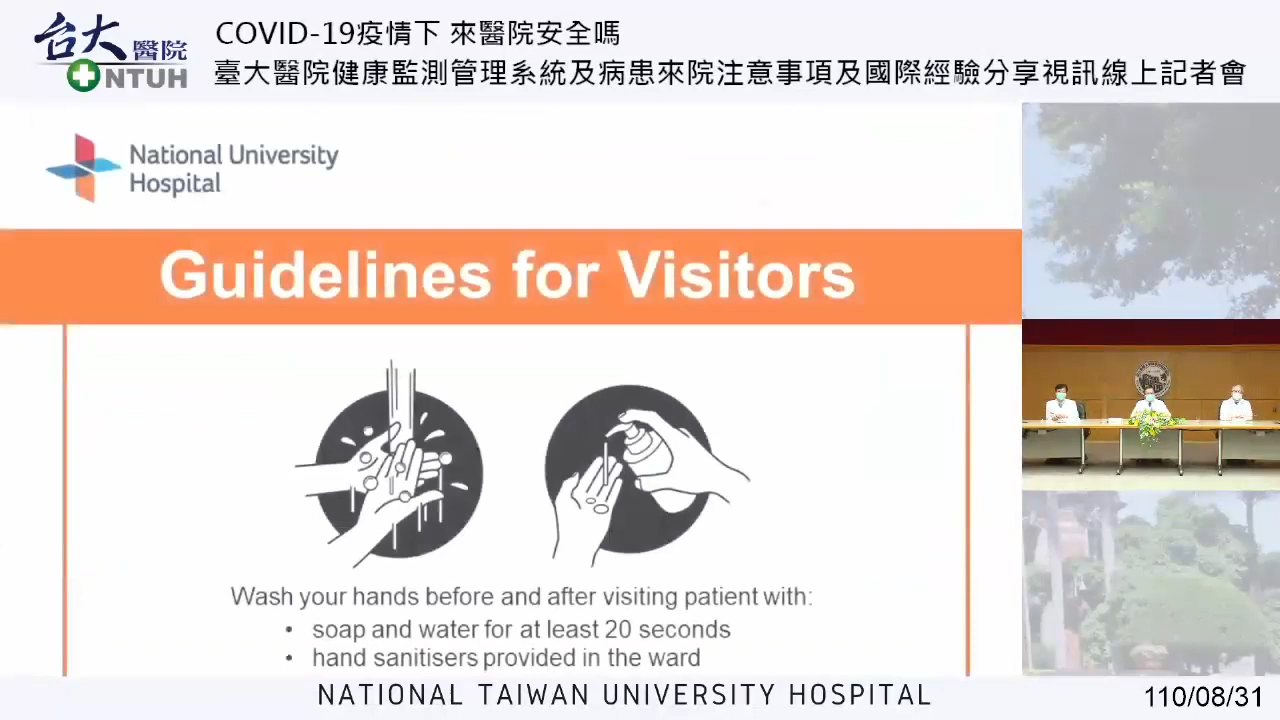 台大醫院
NTUH
COVID-19疫情下 來醫院安全嗎
臺大醫院健康監測管理系統及病患來院注意事項及國際經驗分享視訊線上記者會
National University
Hospital
Guidelines for Visitors
Wash your hands before and after visiting patient with:
• soap and water for at least 20 seconds
• hand sanitisers provided in the ward
NATIONAL TAIWAN UNIVERSITY HOSPITAL
110/08/31